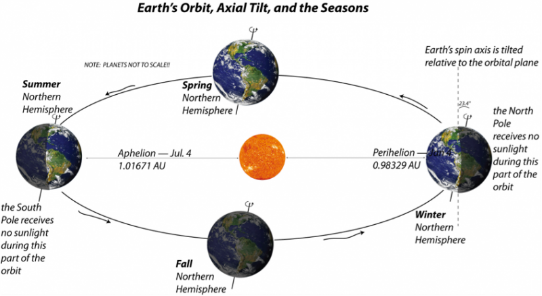 Earth's Orbit, Axial Tilt, and the Seasons
NOTE: PLANETS NOT TO SCALE!!
Earth's spin axis is tilted
relative to the orbital plane
Summer
Northern
Hemisphere
Spring
Northern
Hemisphere
23.4°
the North
Pole
receives no
sunlight
during this
part of the
orbit
Aphelion — Jul. 4
1.01671 AU
Perihelion —
0.98329 AU
the South
Pole receives
no sunlight
during this
part of the
orbit
Winter
Northern
Hemisphere
Fall
Northern
Hemisphere